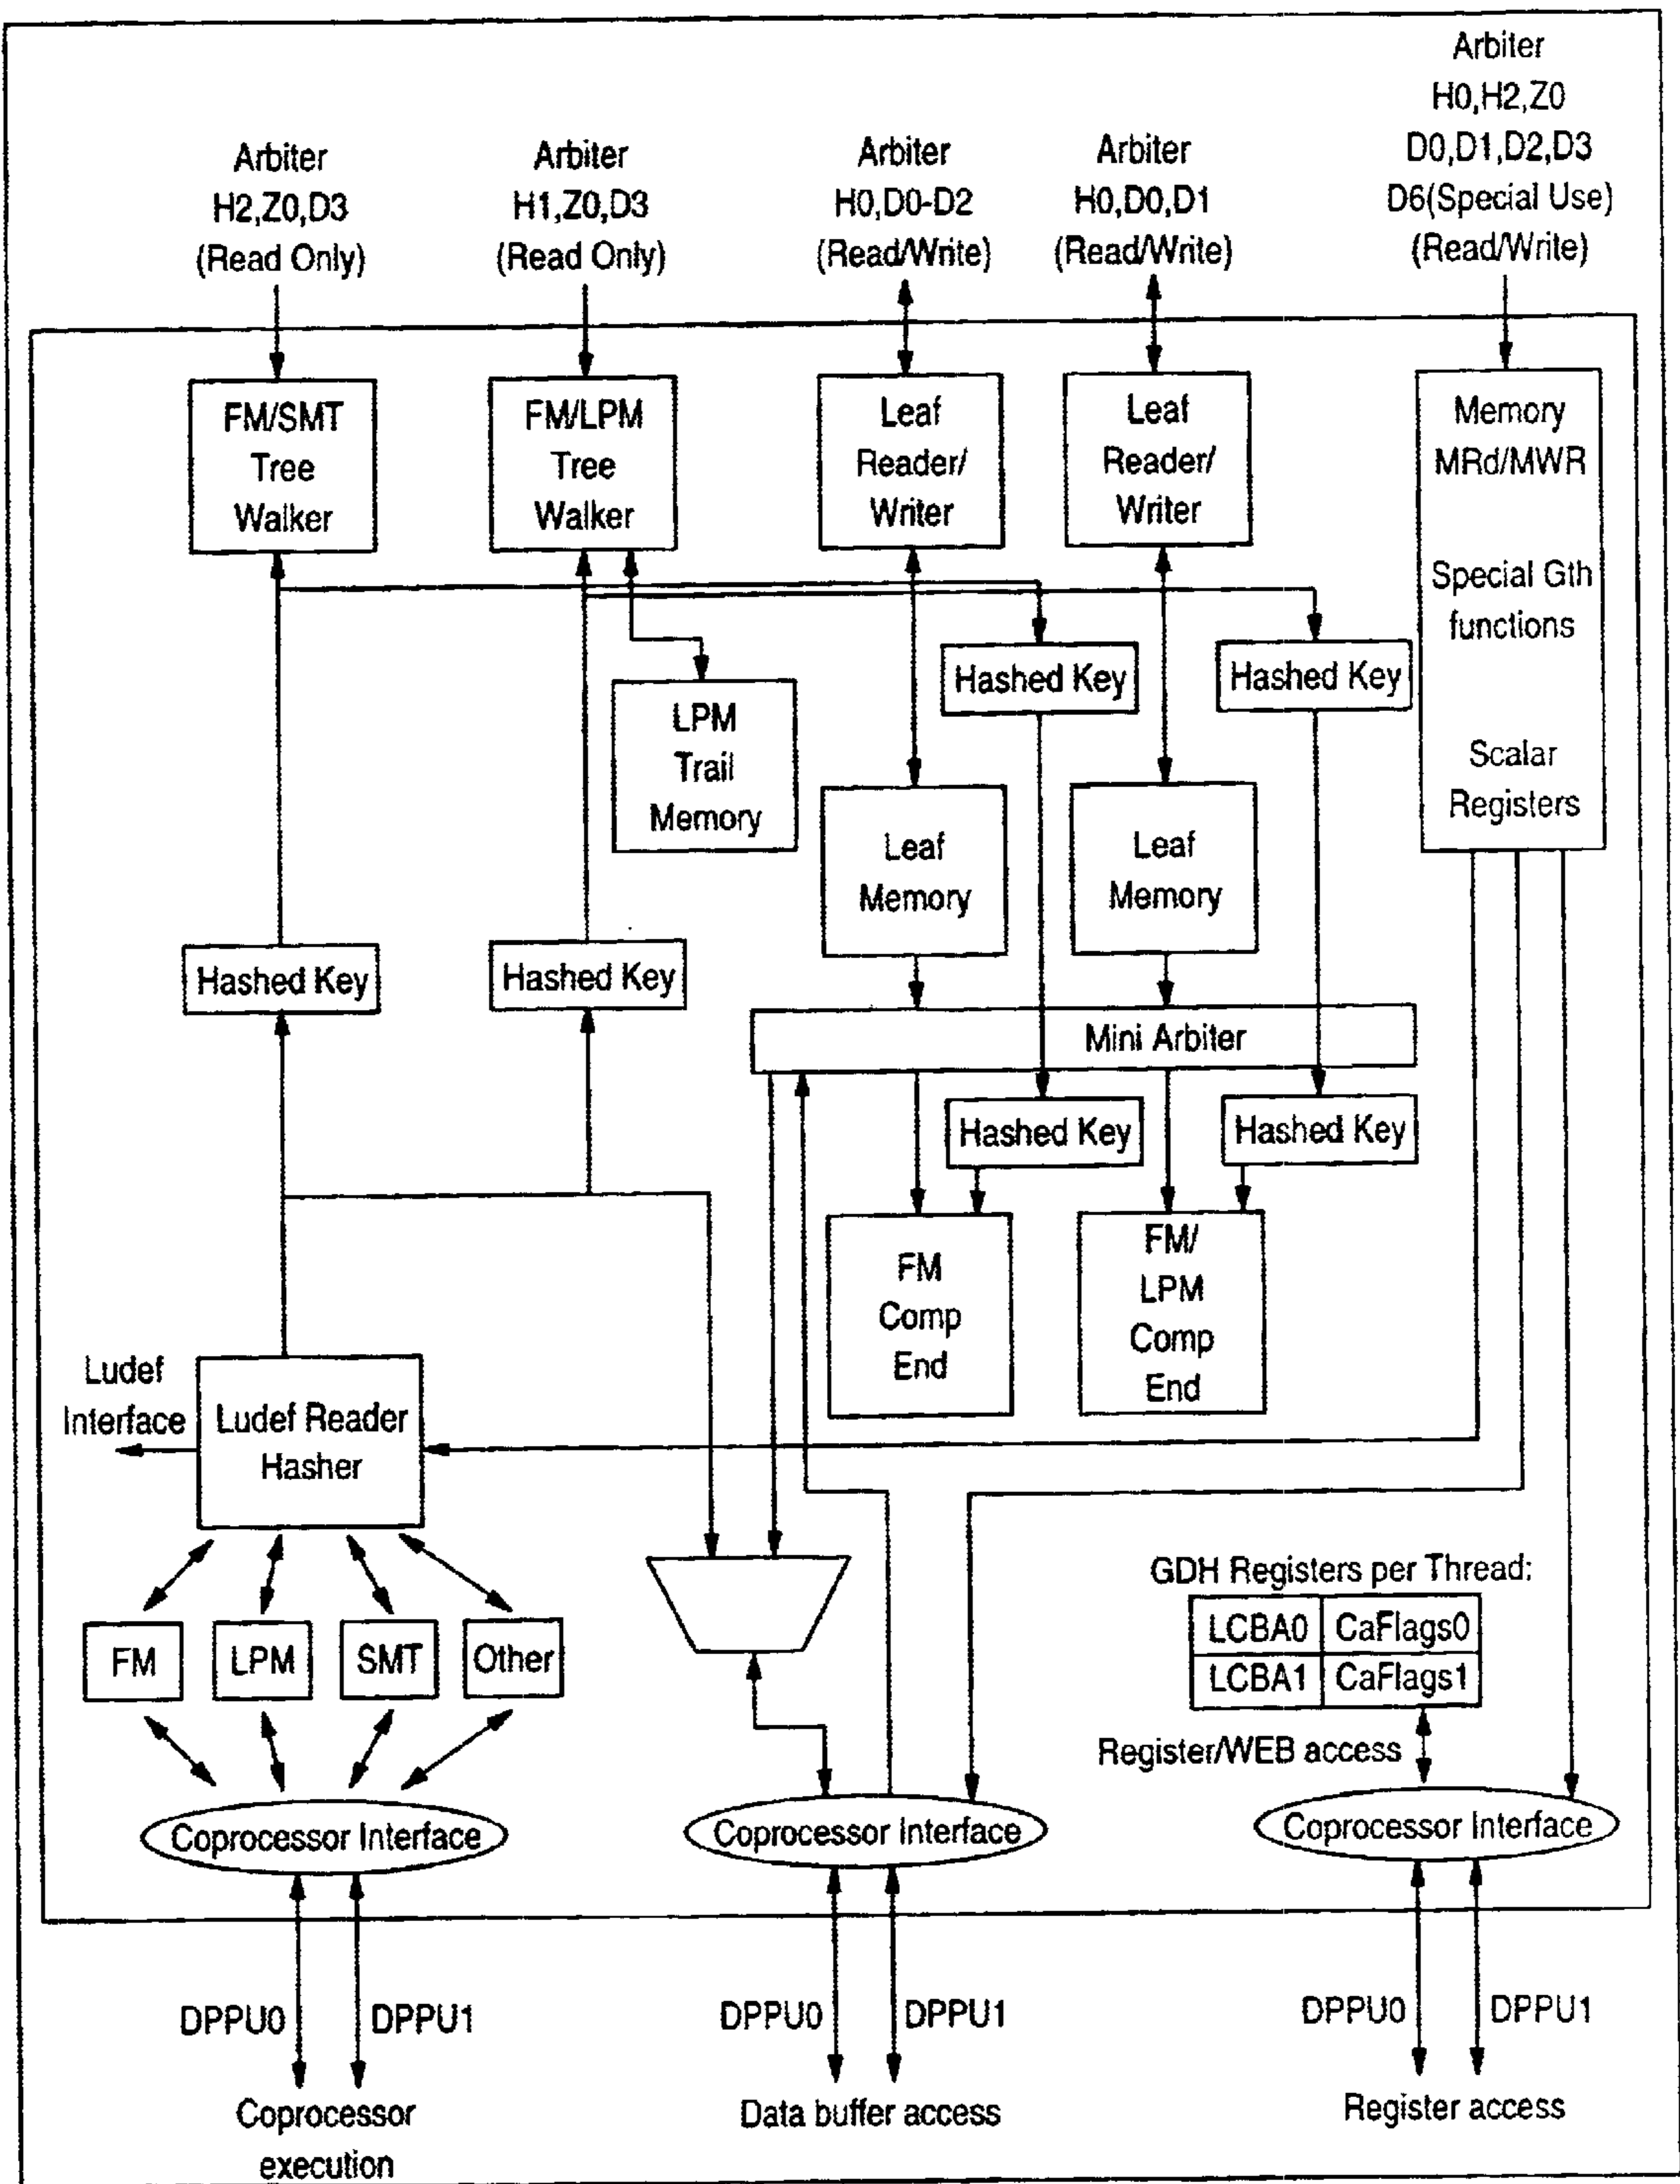 Arbiter
H2,Z0,D3
(Read Only)
Arbiter
H1,Z0,D3
(Read Only)
Arbiter
H0,D0-D2
(Read/Write)
Arbiter
H0,D0,D1
(Read/Write)
Arbiter
H0,H2,Z0
D0,D1,D2,D3
D6(Special Use)
(Read/Write)
FM/SMT
Tree
Walker
FM/LPM
Tree
Walker
Leaf
Reader/
Writer
Leaf
Reader/
Writer
Memory
MRd/MWR
Special Gth
functions
Scalar
Registers
Hashed Key
Hashed Key
LPM
Trail
Memory
Leaf
Memory
Leaf
Memory
Hashed Key
Hashed Key
Mini Arbiter
Hashed Key
Hashed Key
FM
Comp
End
FM/
LPM
Comp
End
Ludef
Interface
Ludef Reader
Hasher
FM
LPM
SMT
Other
GDH Registers per Thread:
LCBA0 CaFlags0
LCBA1 CaFlags1
Register/WEB access
Coprocessor Interface
Coprocessor Interface
Coprocessor Interface
DPPU0 DPPU1
DPPU0 DPPU1
DPPU0 DPPU1
Coprocessor
execution
Data buffer access
Register access